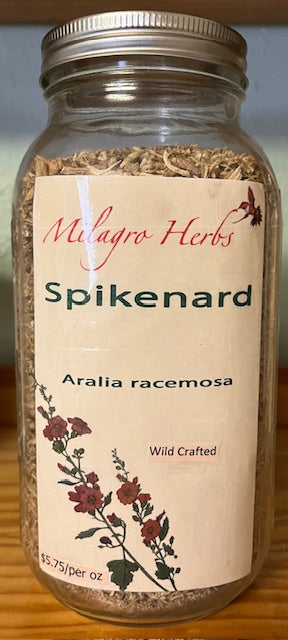 Milagro Herbs
Spikenard
Aralia racemosa
Wild Crafted
$5.75/per oz